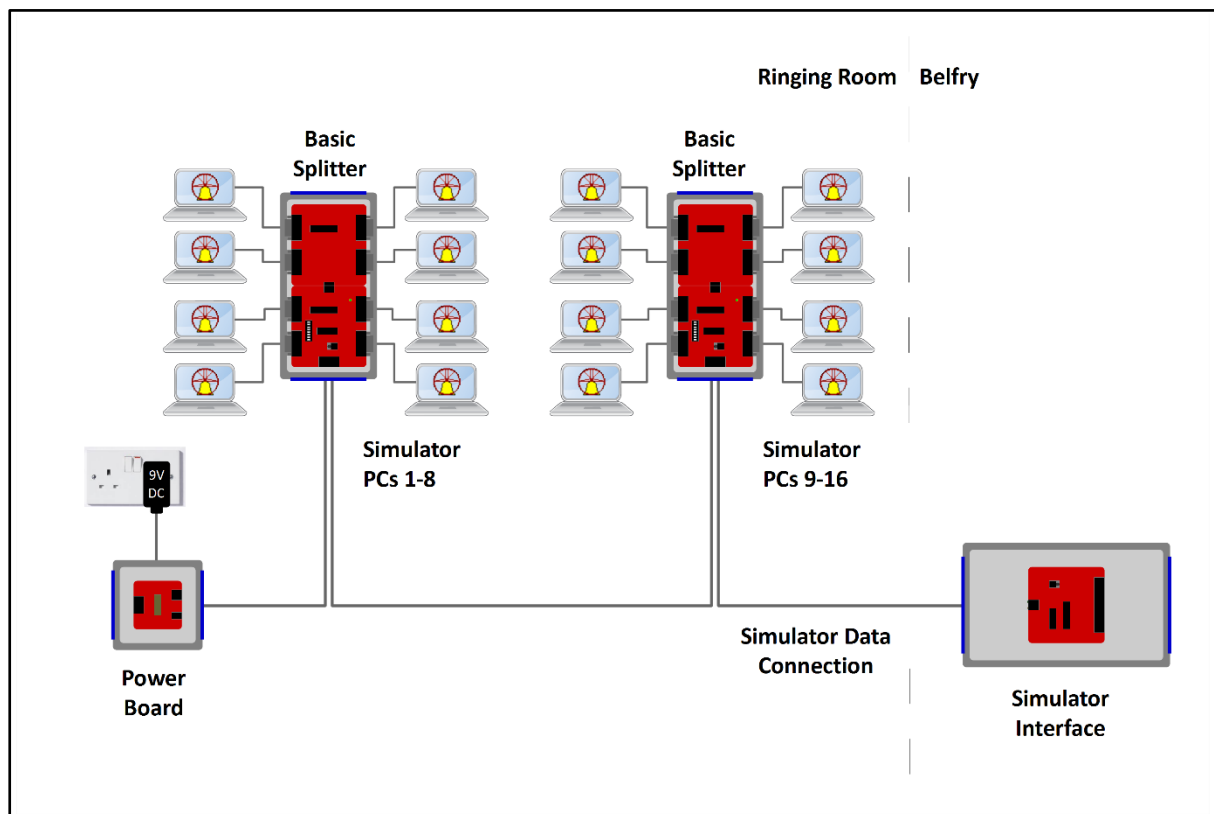 Ringing Room
Belfry
Basic
Splitter
Basic
Splitter
Simulator
PCs 1-8
Simulator
PCs 9-16
9V
DC
Simulator Data
Connection
Power
Board
Simulator
Interface